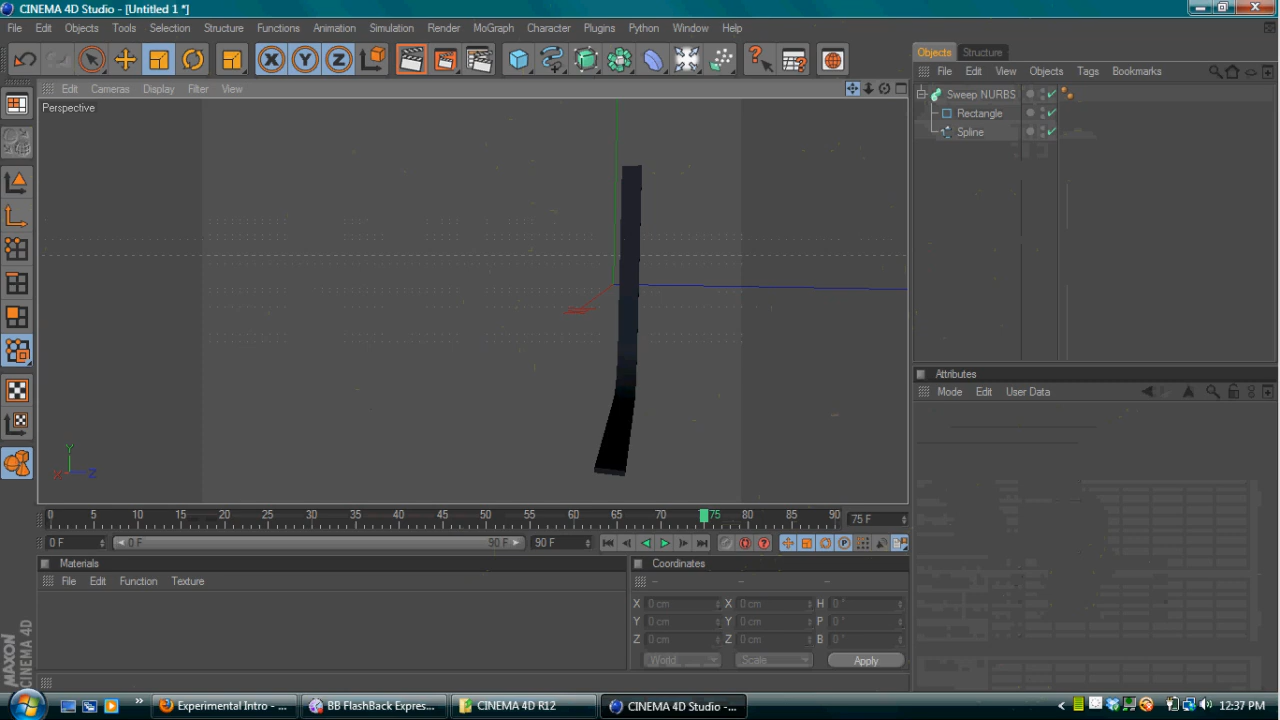 CINEMA 4D Studio - [Untitled 1 *]
File Edit Objects Tools Selection Structure Functions Animation Simulation Render MoGraph Character Plugins Python Window Help
Objects Structure
File Edit View Objects Tags Bookmarks
Edit Cameras Display Filter View
Sweep NURBS
Rectangle
Spline
Perspective
Attributes
Mode Edit User Data
Y
X Z
0 5 10 15 20 25 30 35 40 45 50 55 60 65 70 75 80 85 90 75 F
0 F 0 F 90 F 90 F
Materials
File Edit Function Texture
Coordinates
-- -- --
X 0 cm X 0 cm H 0 °
Y 0 cm Y 0 cm P 0 °
Z 0 cm Z 0 cm B 0 °
World Scale Apply
MAXON
CINEMA 4D
Experimental Intro - ... BB FlashBack Expres... CINEMA 4D R12 CINEMA 4D Studio -... 12:37 PM